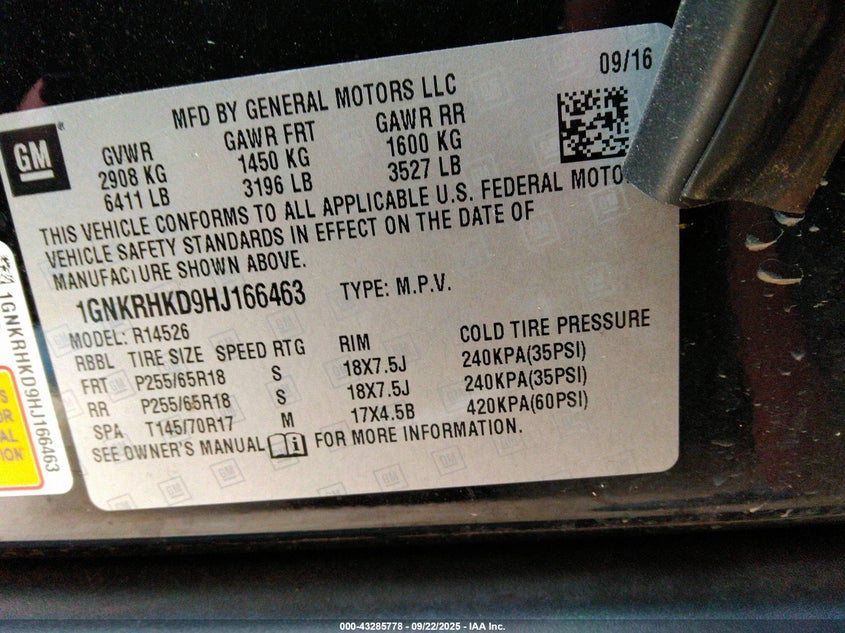 09/16
MFD BY GENERAL MOTORS LLC
GM
GVWR GAWR FRT GAWR RR
2908 KG 1450 KG 1600 KG
6411 LB 3196 LB 3527 LB
THIS VEHICLE CONFORMS TO ALL APPLICABLE U.S. FEDERAL MOTO
VEHICLE SAFETY STANDARDS IN EFFECT ON THE DATE OF
MANUFACTURE SHOWN ABOVE.
1GNKRHKD9HJ166463 TYPE: M.P.V.
MODEL: R14526
RBBL TIRE SIZE SPEED RTG RIM COLD TIRE PRESSURE
FRT P255/65R18 S 18X7.5J 240KPA(35PSI)
RR P255/65R18 S 18X7.5J 240KPA(35PSI)
SPA T145/70R17 M 17X4.5B 420KPA(60PSI)
SEE OWNER'S MANUAL FOR MORE INFORMATION.
1GNKRHKD9HJ166463
000-43285778 - 09/22/2025 - IAA Inc.